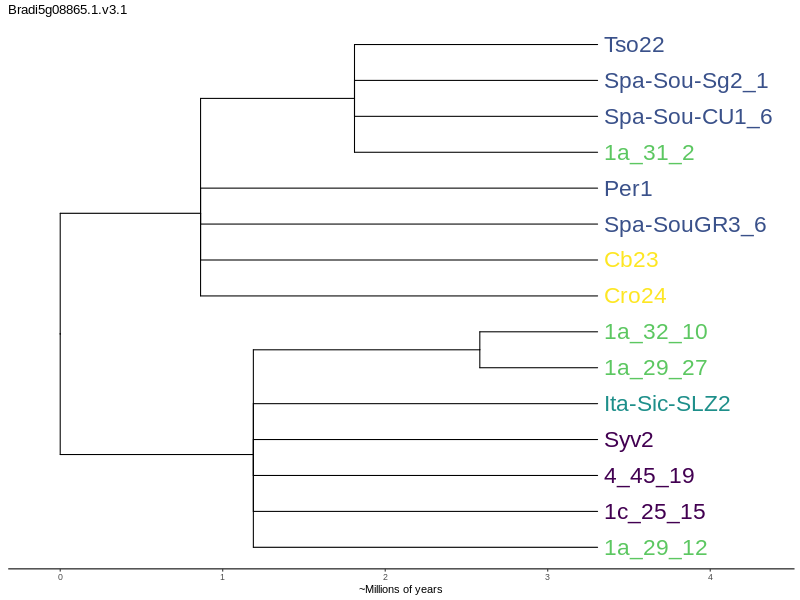 Bradi5g08865.1.v3.1
Tso22
Spa-Sou-Sg2_1
Spa-Sou-CU1_6
1a_31_2
Per1
Spa-SouGR3_6
Cb23
Cro24
1a_32_10
1a_29_27
Ita-Sic-SLZ2
Syv2
4_45_19
1c_25_15
1a_29_12
0 1 2 3 4
~Millions of years